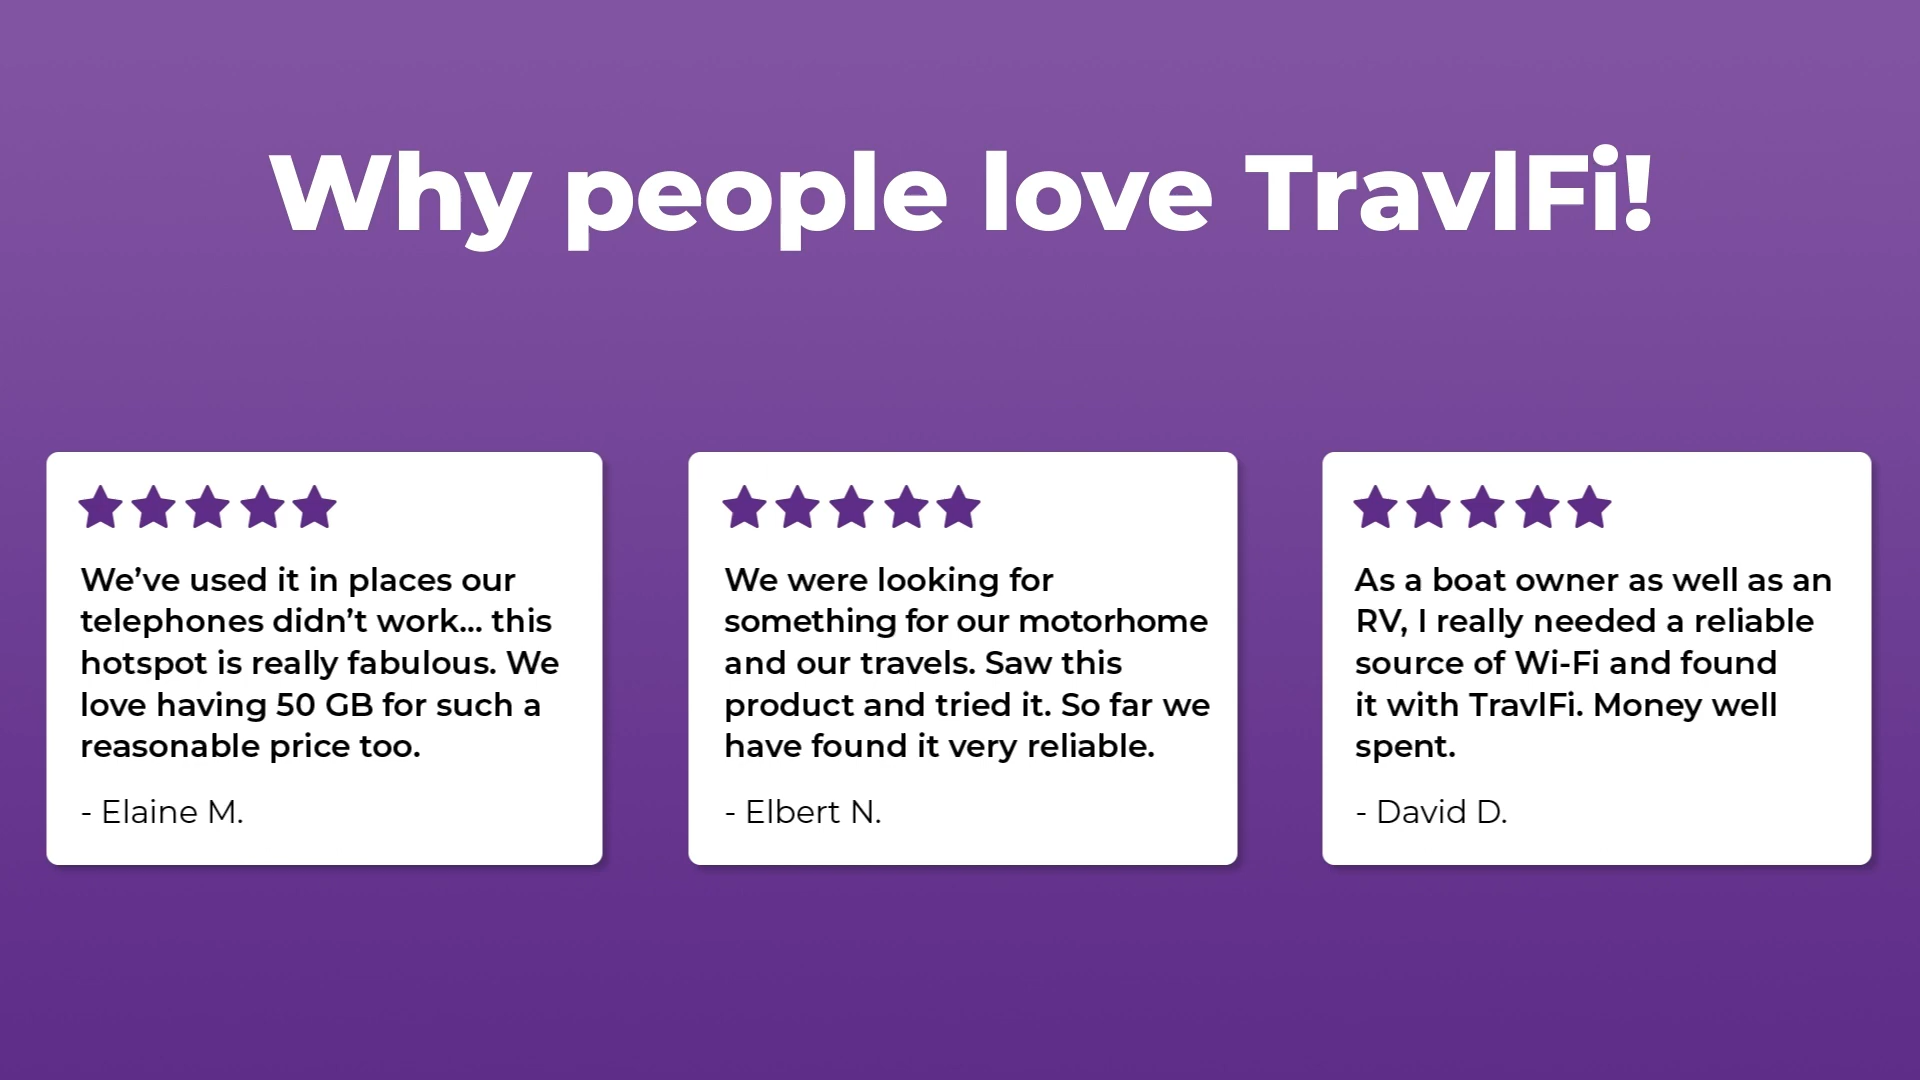 Why people love TravlFi!
We’ve used it in places our
telephones didn’t work... this
hotspot is really fabulous. We
love having 50 GB for such a
reasonable price too.
- Elaine M.
We were looking for
something for our motorhome
and our travels. Saw this
product and tried it. So far we
have found it very reliable.
- Elbert N.
As a boat owner as well as an
RV, I really needed a reliable
source of Wi-Fi and found
it with TravlFi. Money well
spent.
- David D.